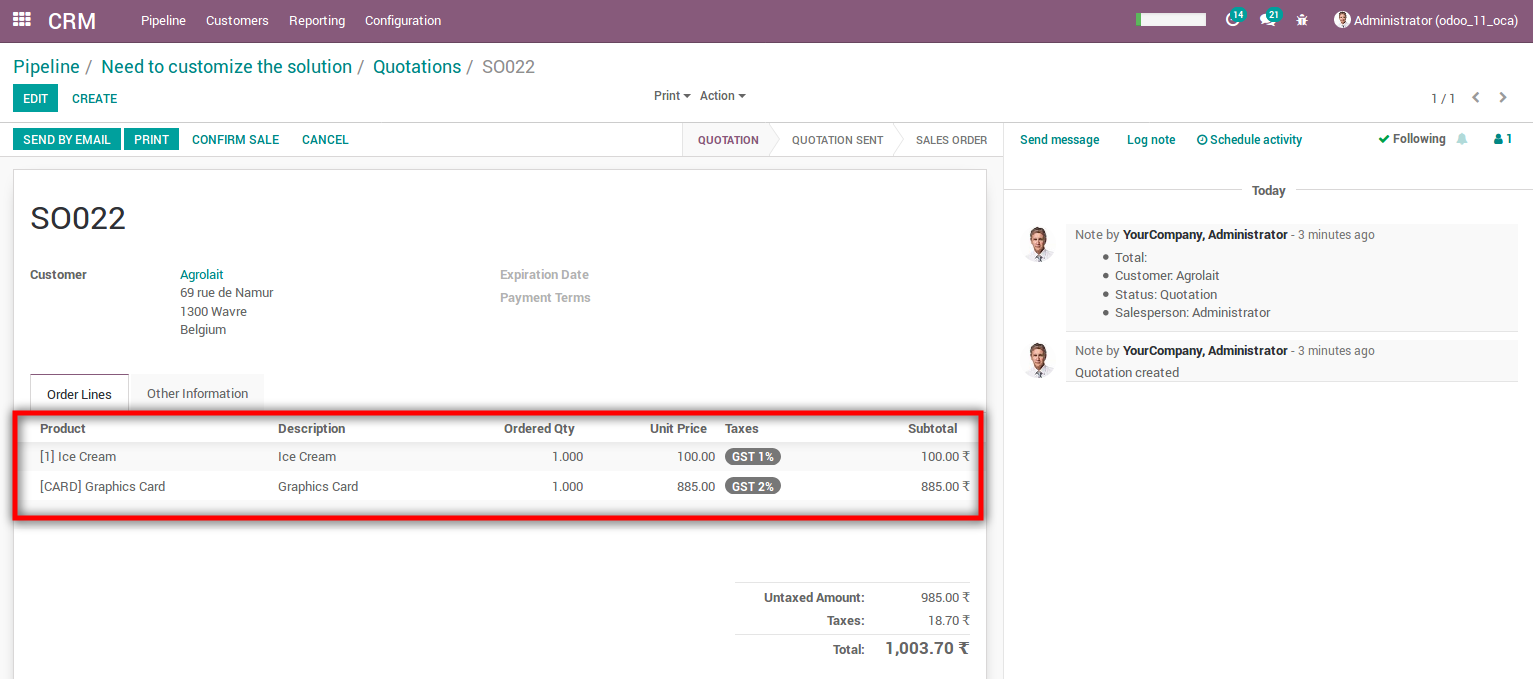 CRM Pipeline Customers Reporting Configuration 14 21 Administrator (odoo_11_oca)
Pipeline / Need to customize the solution / Quotations / SO022
EDIT CREATE Print Action 1 / 1
SEND BY EMAIL PRINT CONFIRM SALE CANCEL QUOTATION QUOTATION SENT SALES ORDER
Send message Log note Schedule activity Following 1
SO022
Customer Agrolait
69 rue de Namur
1300 Wavre
Belgium
Expiration Date
Payment Terms
Order Lines Other Information
Product Description Ordered Qty Unit Price Taxes Subtotal
[1] Ice Cream Ice Cream 1.000 100.00 GST 1% 100.00 ₹
[CARD] Graphics Card Graphics Card 1.000 885.00 GST 2% 885.00 ₹
Untaxed Amount: 985.00 ₹
Taxes: 18.70 ₹
Total: 1,003.70 ₹
Today
Note by YourCompany, Administrator - 3 minutes ago
Total:
Customer: Agrolait
Status: Quotation
Salesperson: Administrator
Note by YourCompany, Administrator - 3 minutes ago
Quotation created